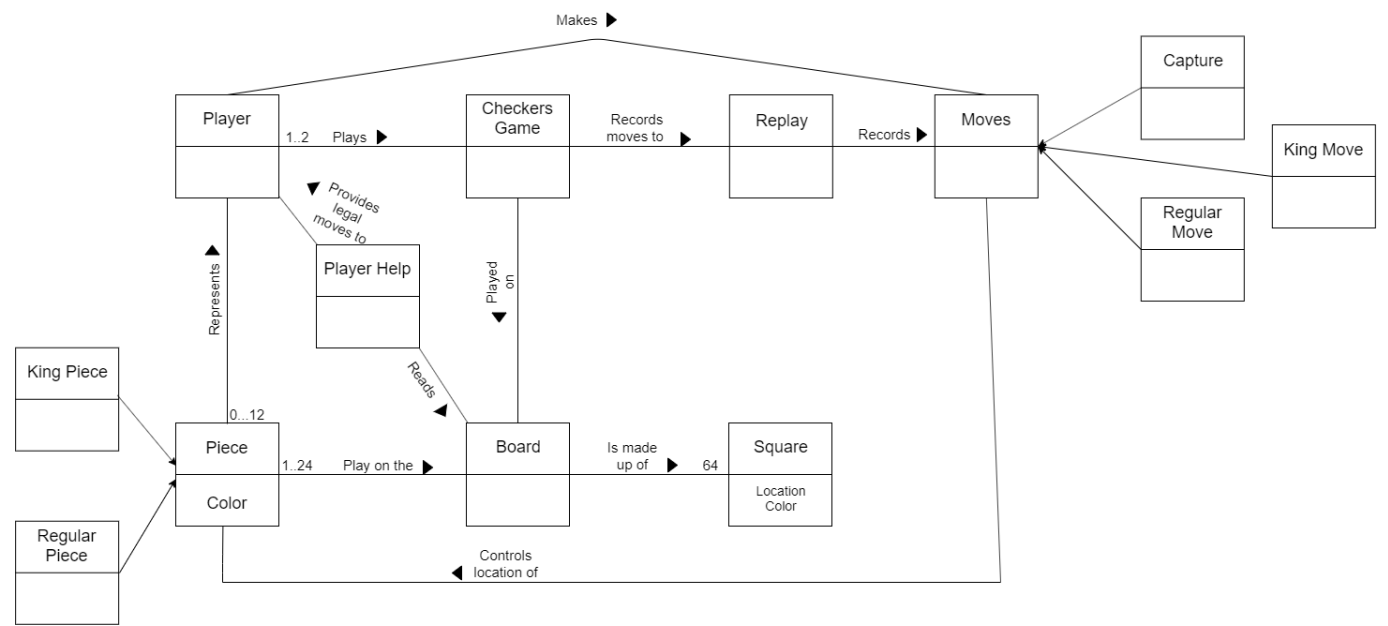 Makes
Capture
Player
Checkers
Game
Replay
Moves
1..2
Plays
Records
moves to
Records
King Move
Provides
legal
moves to
Regular
Move
Player Help
Represents
Played
on
King Piece
Reads
0...12
Piece
Color
1..24
Play on the
Board
Is made
up of
64
Square
Location
Color
Regular
Piece
Controls
location of